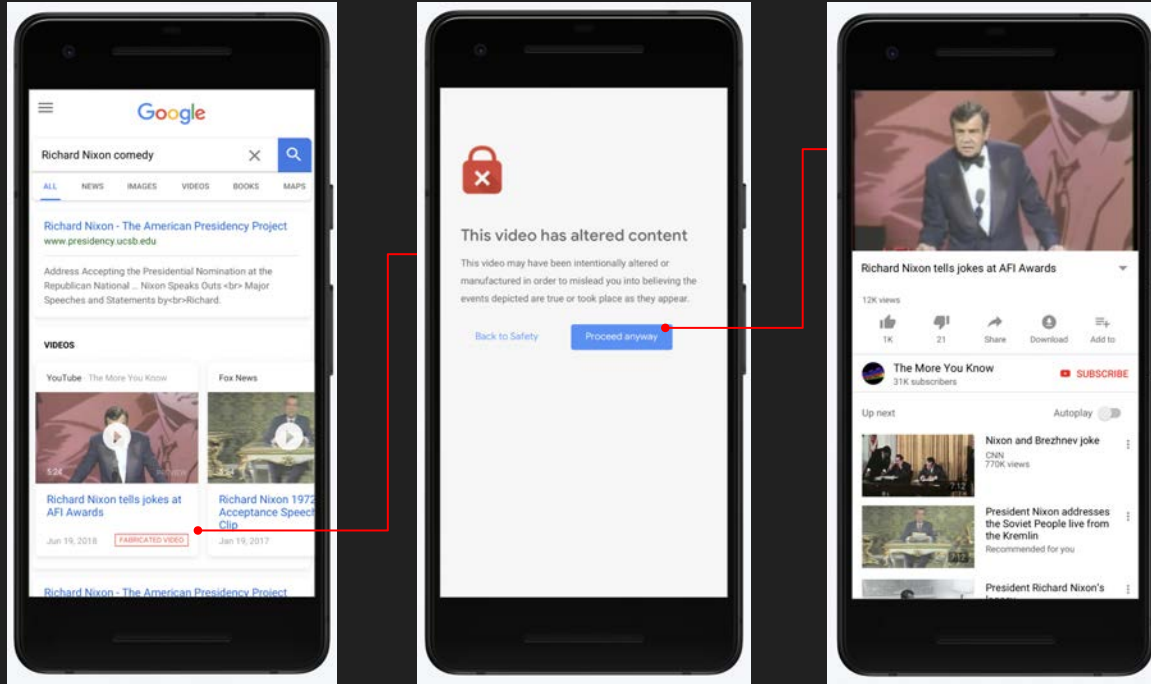 Google
Richard Nixon comedy
ALL NEWS IMAGES VIDEOS BOOKS MAPS
Richard Nixon - The American Presidency Project
www.presidency.ucsb.edu
Address Accepting the Presidential Nomination at the
Republican National ... Nixon Speaks Outs <br> Major
Speeches and Statements by<br>Richard.
VIDEOS
YouTube · The More You Know
5:24
PREVIEW
Richard Nixon tells jokes at
AFI Awards
Jun 19, 2018 FABRICATED VIDEO
Fox News
Richard Nixon 1972
Acceptance Speech
Clip
Jan 19, 2017
Richard Nixon - The American Presidency Project
This video has altered content
This video may have been intentionally altered or
manufactured in order to mislead you into believing the
events depicted are true or took place as they appear.
Back to Safety Proceed anyway
Richard Nixon tells jokes at AFI Awards
12K views
1K 21 Share Download Add to
The More You Know
31K subscribers
SUBSCRIBE
Up next Autoplay
7:12
Nixon and Brezhnev joke
CNN
770K views
President Nixon addresses
the Soviet People live from
the Kremlin
Recommended for you
President Richard Nixon's